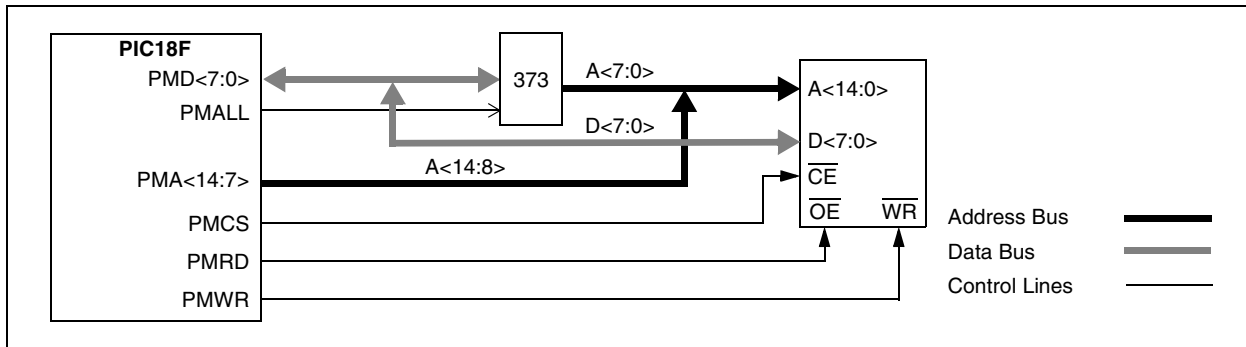 PIC18F
PMD<7:0>
PMALL
PMA<14:7>
PMCS
PMRD
PMWR
373
A<7:0>
D<7:0>
A<14:8>
A<14:0>
D<7:0>
CE
OE WR
Address Bus
Data Bus
Control Lines